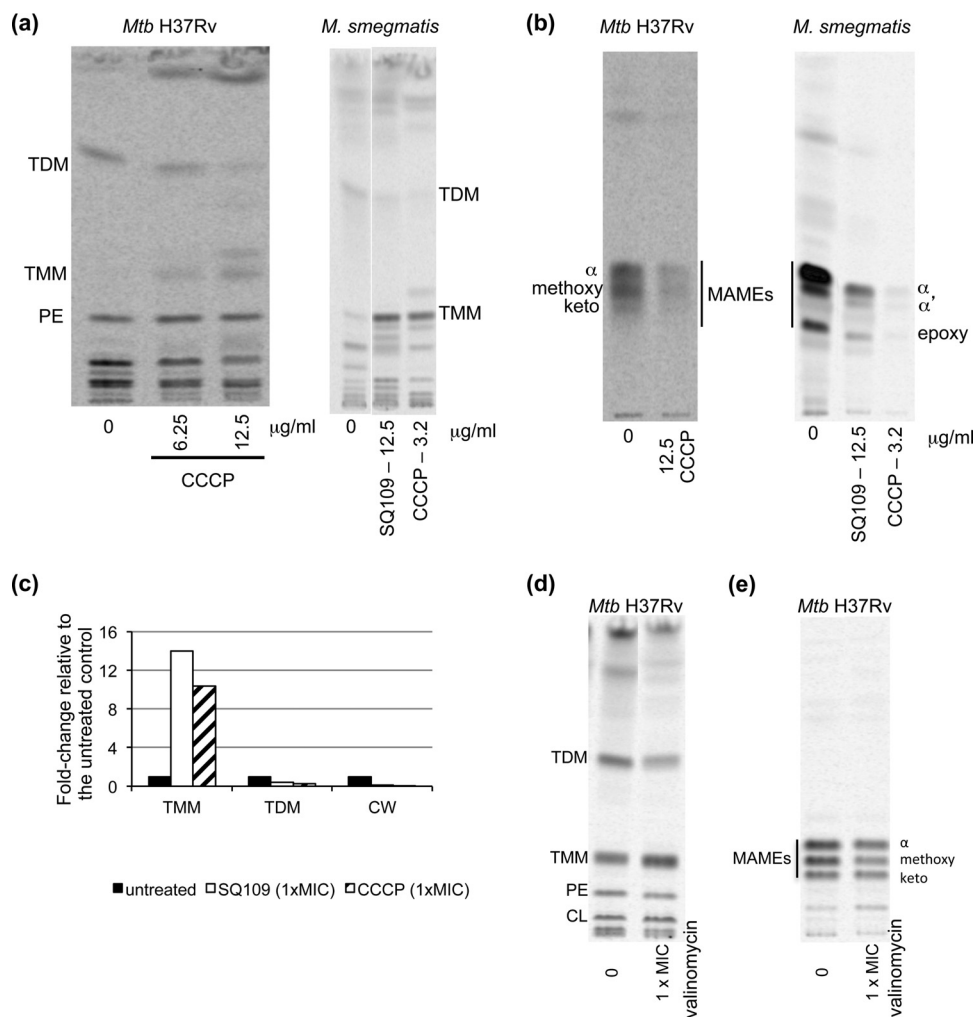 (a)
Mtb H37Rv
M. smegmatis
TDM
TMM
PE
TDM
TMM
0
6.25
12.5
μg/ml
CCCP
0
SQ109 – 12.5
CCCP – 3.2
μg/ml
(b)
Mtb H37Rv
M. smegmatis
α
methoxy
keto
MAMEs
α,
α'
epoxy
0
12.5
CCCP
0
SQ109 – 12.5
CCCP – 3.2
μg/ml
(c)
Fold-change relative to
the untreated control
16
12
8
4
0
TMM
TDM
CW
untreated
SQ109 (1xMIC)
CCCP (1xMIC)
(d)
Mtb H37Rv
TDM
TMM
PE
CL
0
1 x MIC
valinomycin
(e)
Mtb H37Rv
MAMEs
α
methoxy
keto
0
1 x MIC
valinomycin